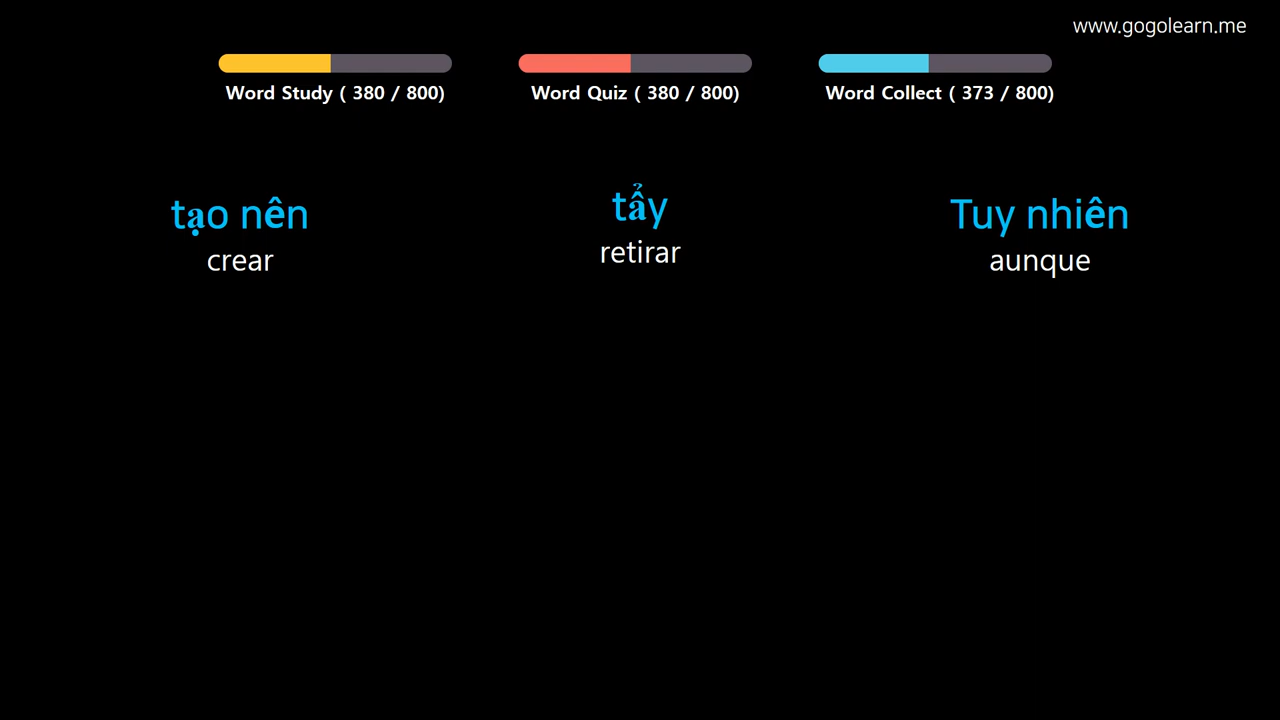 www.gogolearn.me
Word Study ( 380 / 800)
Word Quiz ( 380 / 800)
Word Collect ( 373 / 800)
tạo nên
crear
tẩy
retirar
Tuy nhiên
aunque